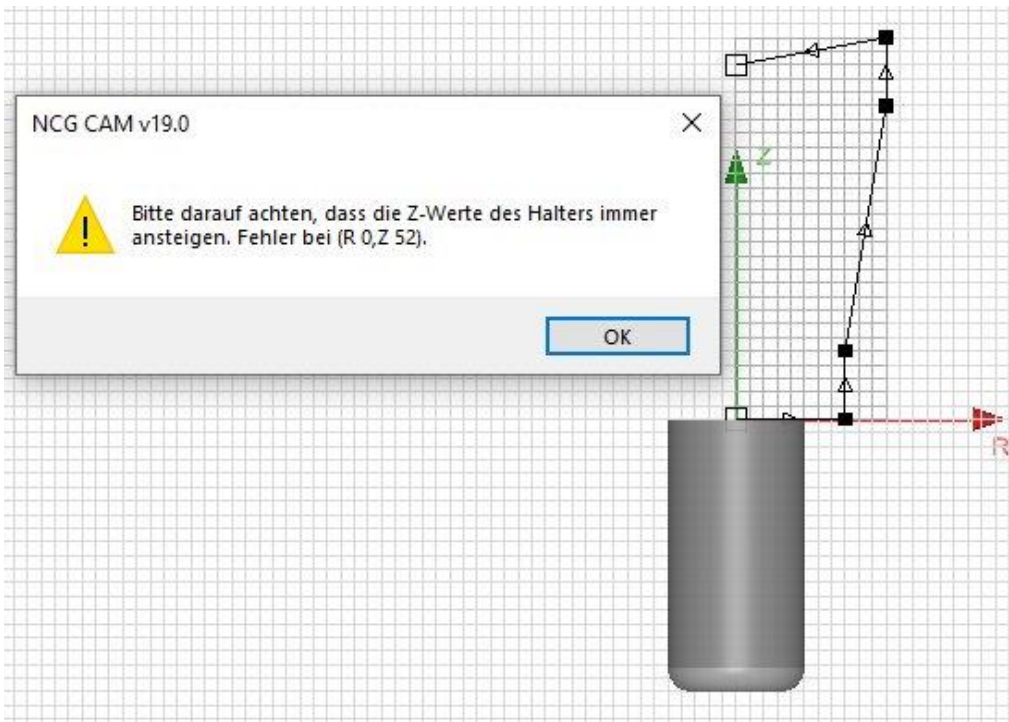 NCG CAM v19.0
Bitte darauf achten, dass die Z-Werte des Halters immer
ansteigen. Fehler bei (R 0,Z 52).
OK
Z
R